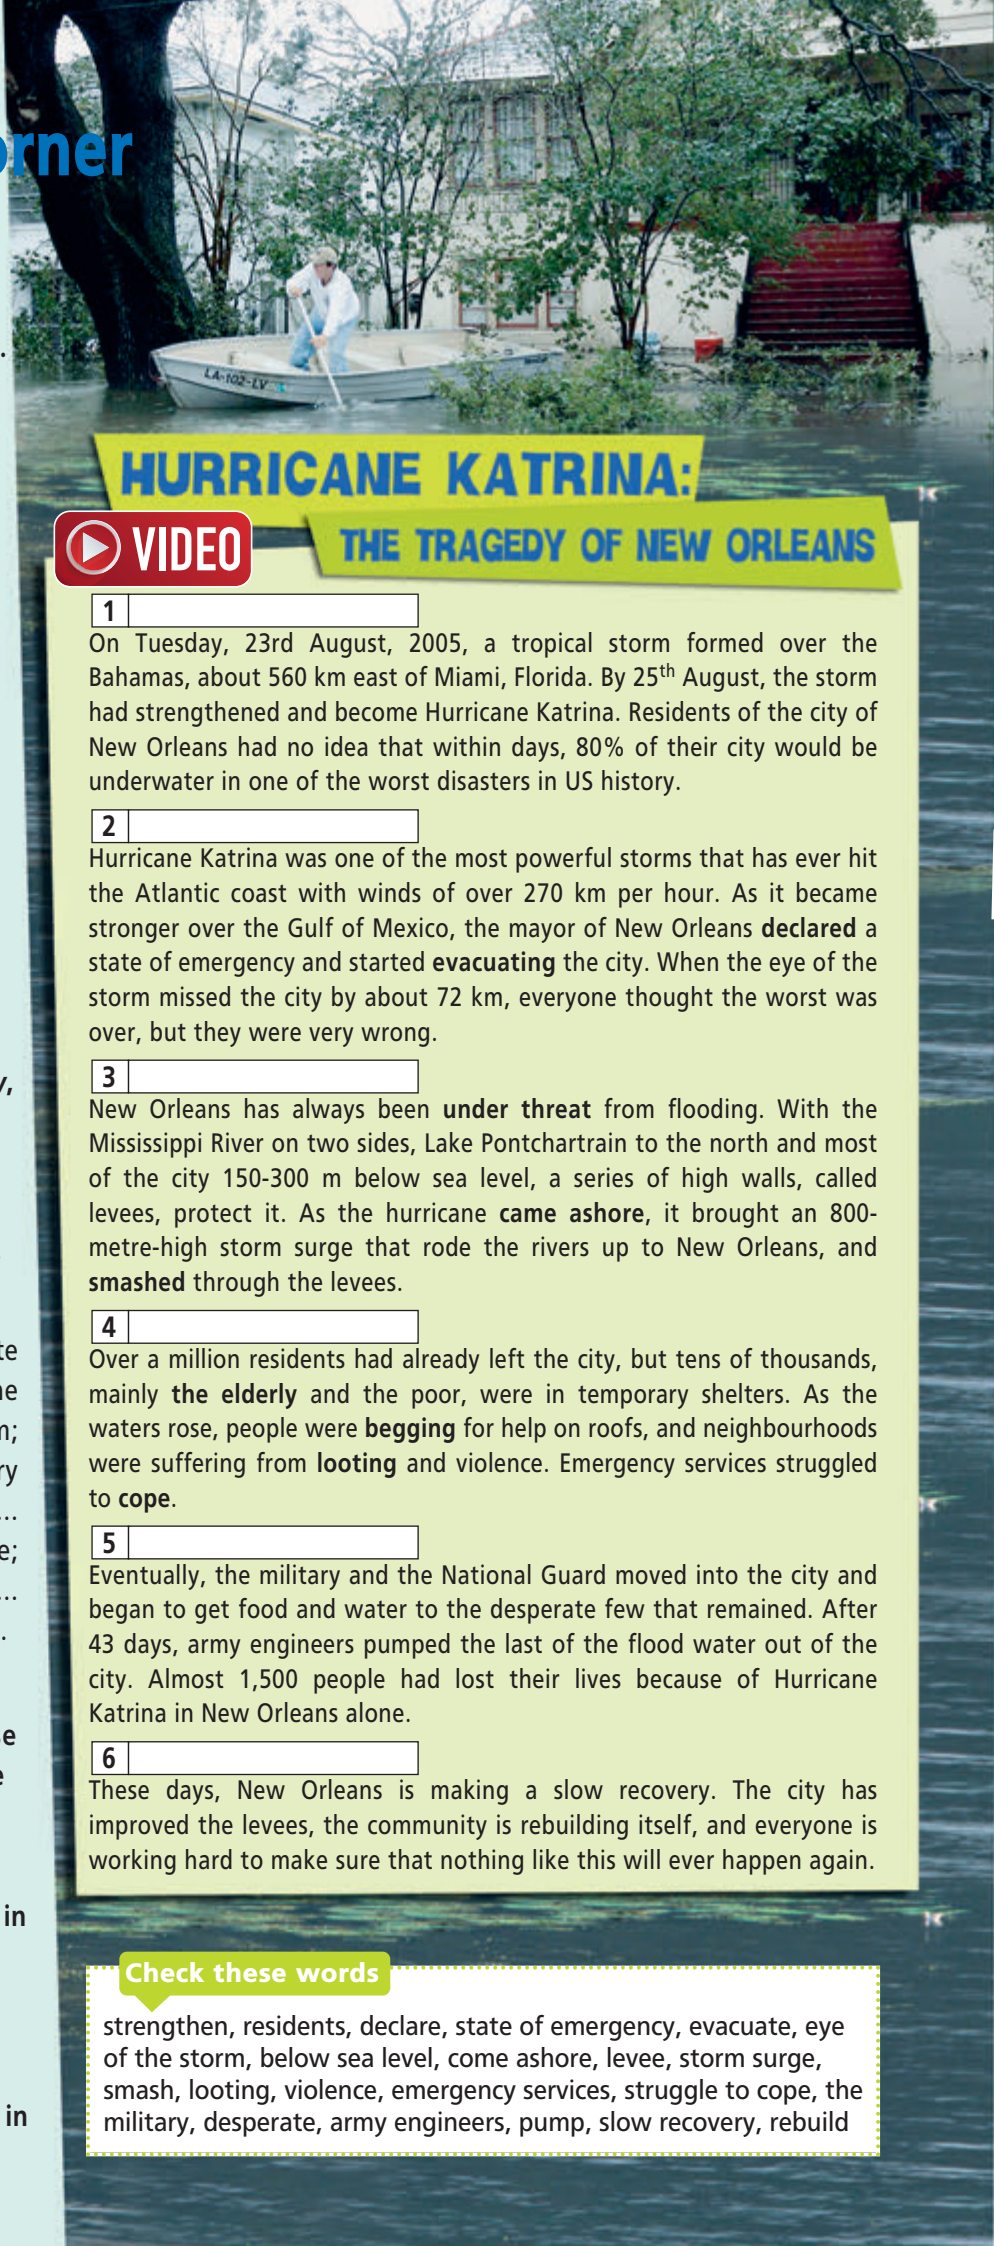 orner
LA-102-LV
HURRICANE KATRINA:
VIDEO
THE TRAGEDY OF NEW ORLEANS
1
On Tuesday, 23rd August, 2005, a tropical storm formed over the
Bahamas, about 560 km east of Miami, Florida. By 25th August, the storm
had strengthened and become Hurricane Katrina. Residents of the city of
New Orleans had no idea that within days, 80% of their city would be
underwater in one of the worst disasters in US history.
2
Hurricane Katrina was one of the most powerful storms that has ever hit
the Atlantic coast with winds of over 270 km per hour. As it became
stronger over the Gulf of Mexico, the mayor of New Orleans declared a
state of emergency and started evacuating the city. When the eye of the
storm missed the city by about 72 km, everyone thought the worst was
over, but they were very wrong.
3
New Orleans has always been under threat from flooding. With the
Mississippi River on two sides, Lake Pontchartrain to the north and most
of the city 150-300 m below sea level, a series of high walls, called
levees, protect it. As the hurricane came ashore, it brought an 800-
metre-high storm surge that rode the rivers up to New Orleans, and
smashed through the levees.
4
Over a million residents had already left the city, but tens of thousands,
mainly the elderly and the poor, were in temporary shelters. As the
waters rose, people were begging for help on roofs, and neighbourhoods
were suffering from looting and violence. Emergency services struggled
to cope.
5
Eventually, the military and the National Guard moved into the city and
began to get food and water to the desperate few that remained. After
43 days, army engineers pumped the last of the flood water out of the
city. Almost 1,500 people had lost their lives because of Hurricane
Katrina in New Orleans alone.
6
These days, New Orleans is making a slow recovery. The city has
improved the levees, the community is rebuilding itself, and everyone is
working hard to make sure that nothing like this will ever happen again.
Check these words
strengthen, residents, declare, state of emergency, evacuate, eye
of the storm, below sea level, come ashore, levee, storm surge,
smash, looting, violence, emergency services, struggle to cope, the
military, desperate, army engineers, pump, slow recovery, rebuild
in
in